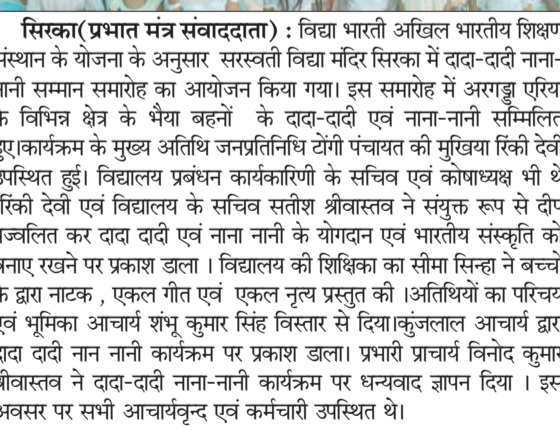 सिरका(प्रभात मंत्र संवाददाता) : विद्या भारती अखिल भारतीय शिक्षण
संस्थान के योजना के अनुसार सरस्वती विद्या मंदिर सिरका में दादा-दादी नाना-
नानी सम्मान समारोह का आयोजन किया गया। इस समारोह में अरगड्डा एरिया
के विभिन्न क्षेत्र के भैया बहनों के दादा-दादी एवं नाना-नानी सम्मिलित
हुए।कार्यक्रम के मुख्य अतिथि जनप्रतिनिधि टोंगी पंचायत की मुखिया रिंकी देवी
उपस्थित हुई। विद्यालय प्रबंधन कार्यकारिणी के सचिव एवं कोषाध्यक्ष भी थे
रिंकी देवी एवं विद्यालय के सचिव सतीश श्रीवास्तव ने संयुक्त रूप से दीप
प्रज्वलित कर दादा दादी एवं नाना नानी के योगदान एवं भारतीय संस्कृति को
बनाए रखने पर प्रकाश डाला । विद्यालय की शिक्षिका का सीमा सिन्हा ने बच्चो
के द्वारा नाटक , एकल गीत एवं एकल नृत्य प्रस्तुत की ।अतिथियों का परिचय
एवं भूमिका आचार्य शंभू कुमार सिंह विस्तार से दिया।कुंजलाल आचार्य द्वारा
दादा दादी नान नानी कार्यक्रम पर प्रकाश डाला। प्रभारी प्राचार्य विनोद कुमार
श्रीवास्तव ने दादा-दादी नाना-नानी कार्यक्रम पर धन्यवाद ज्ञापन दिया । इस
अवसर पर सभी आचार्यवृन्द एवं कर्मचारी उपस्थित थे।